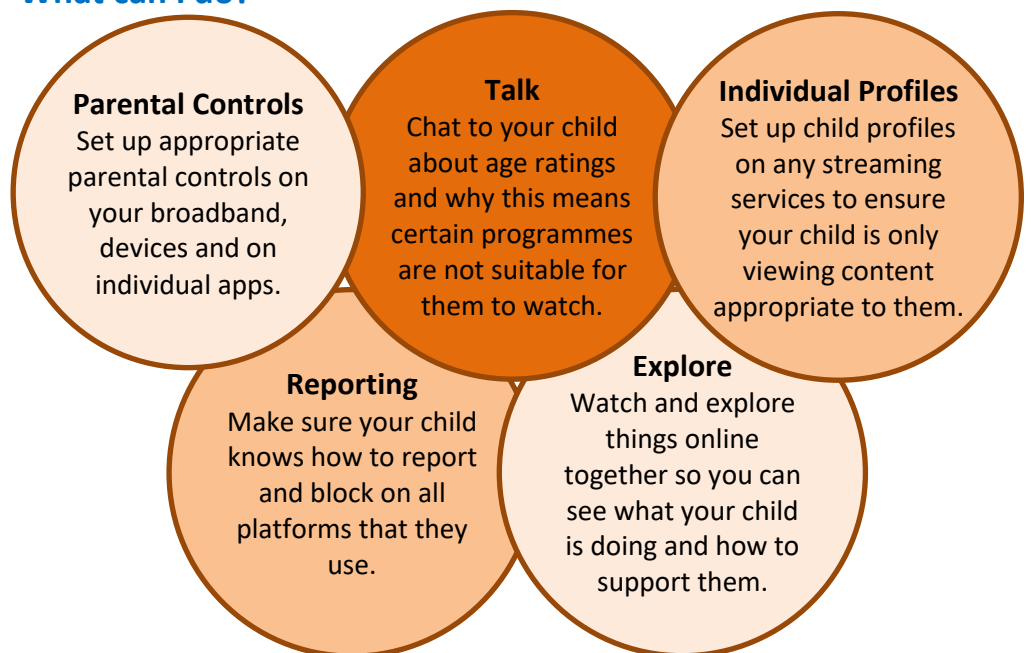 What can I do?
Parental Controls
Set up appropriate
parental controls on
your broadband,
devices and on
individual apps.
Talk
Chat to your child
about age ratings
and why this means
certain programmes
are not suitable for
them to watch.
Individual Profiles
Set up child profiles
on any streaming
services to ensure
your child is only
viewing content
appropriate to them.
Reporting
Make sure your child
knows how to report
and block on all
platforms that they
use.
Explore
Watch and explore
things online
together so you can
see what your child
is doing and how to
support them.